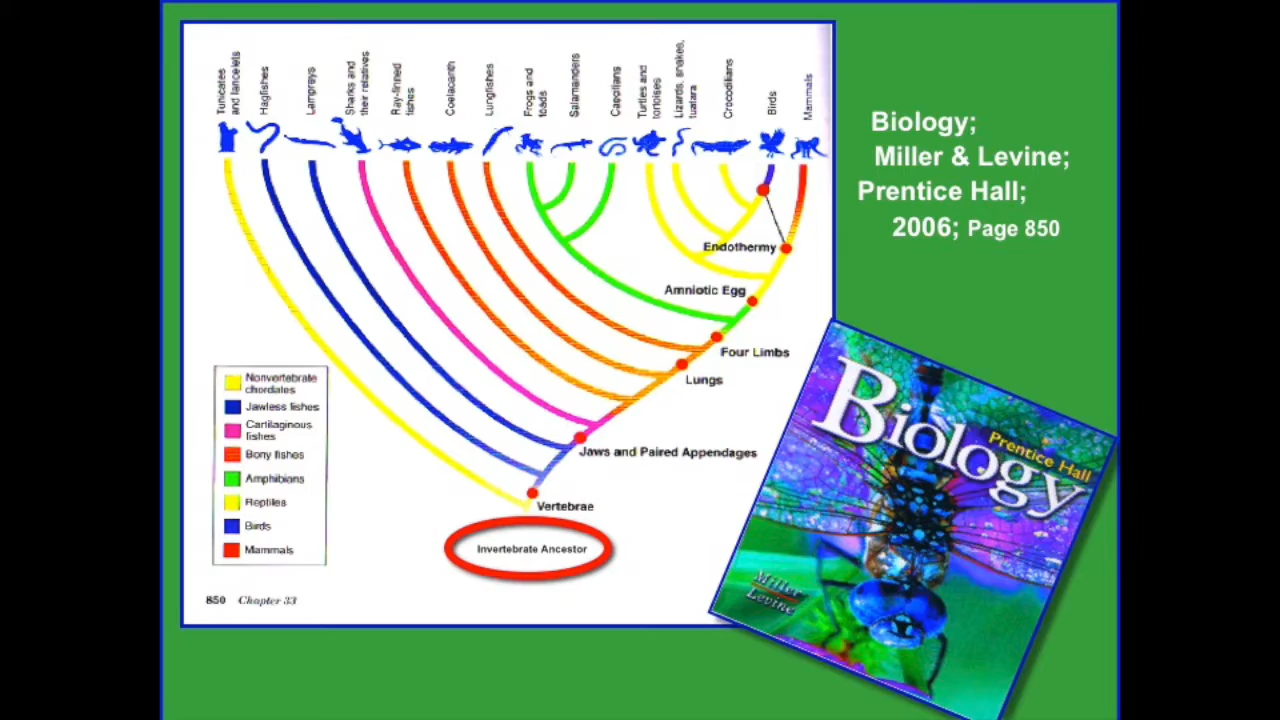 Tunicates
and lancelets
Hagfishes
Lampreys
Sharks and
their relatives
Ray-finned
fishes
Coelacanth
Lungfishes
Frogs and
toads
Salamanders
Caecilians
Turtles and
tortoises
Lizards, snakes,
tuatara
Crocodilians
Birds
Mammals
Endothermy
Amniotic Egg
Four Limbs
Lungs
Jaws and Paired Appendages
Vertebrae
Invertebrate Ancestor
Nonvertebrate
chordates
Jawless fishes
Cartilaginous
fishes
Bony fishes
Amphibians
Reptiles
Birds
Mammals
850 Chapter 33
Biology;
Miller & Levine;
Prentice Hall;
2006; Page 850
Biology
Prentice Hall
Miller
Levine